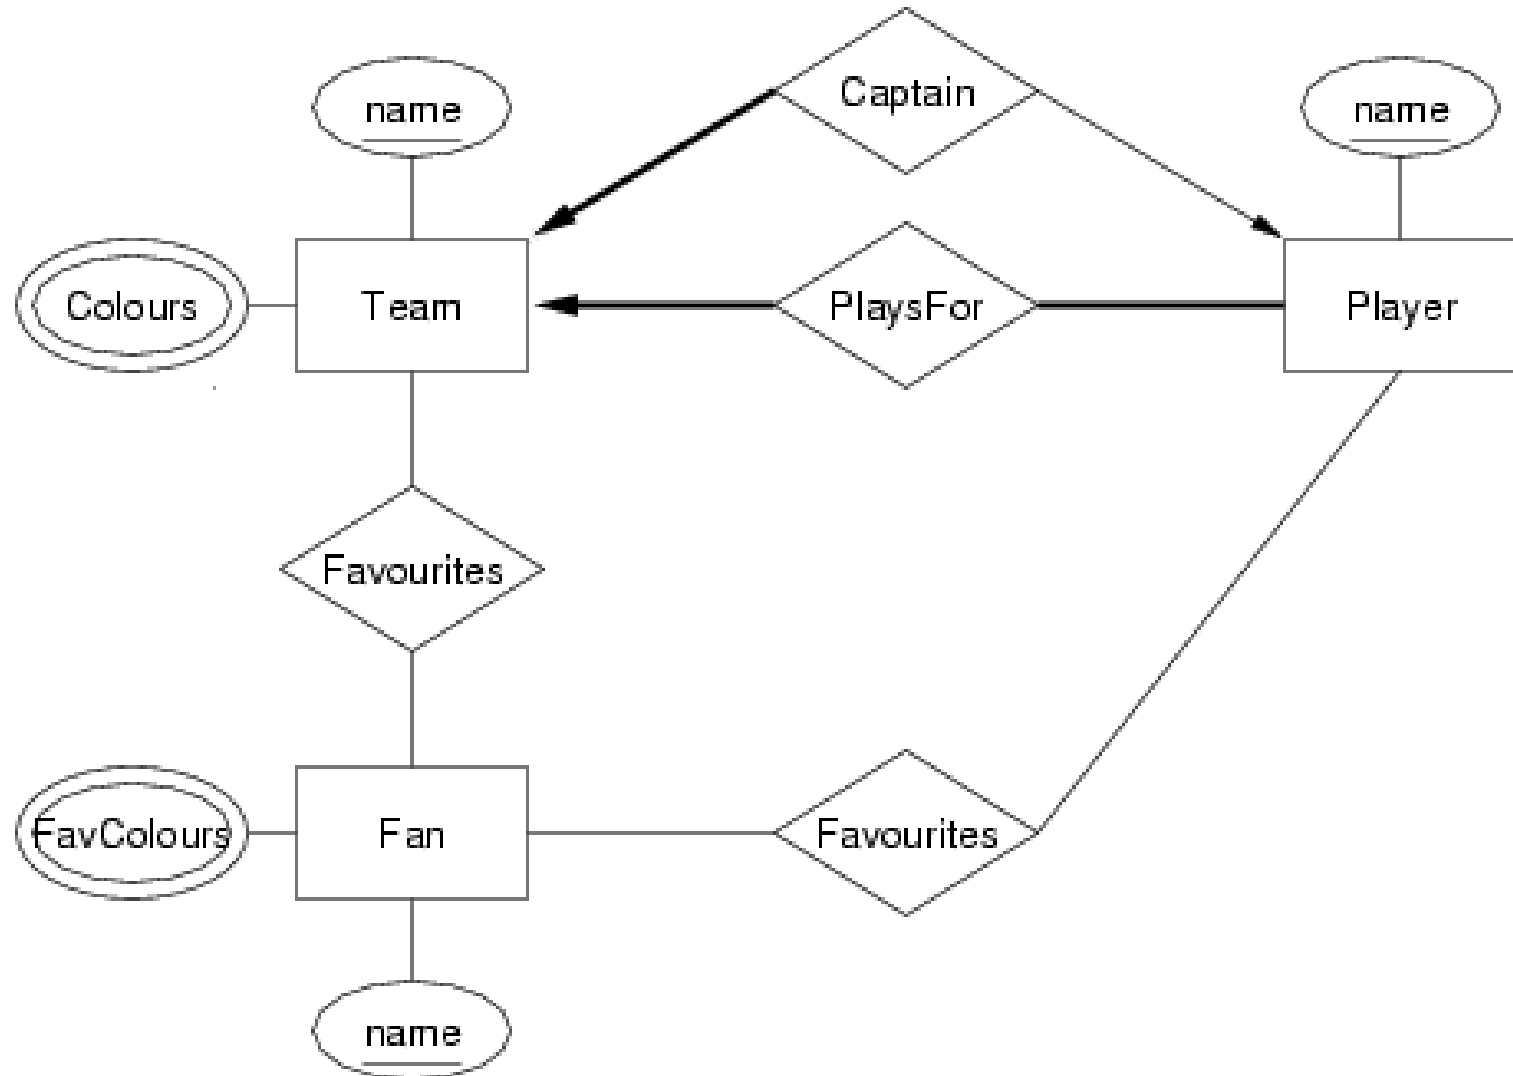 Captain
name
name
Colours
Team
PlaysFor
Player
Favourites
FavColours
Fan
Favourites
name